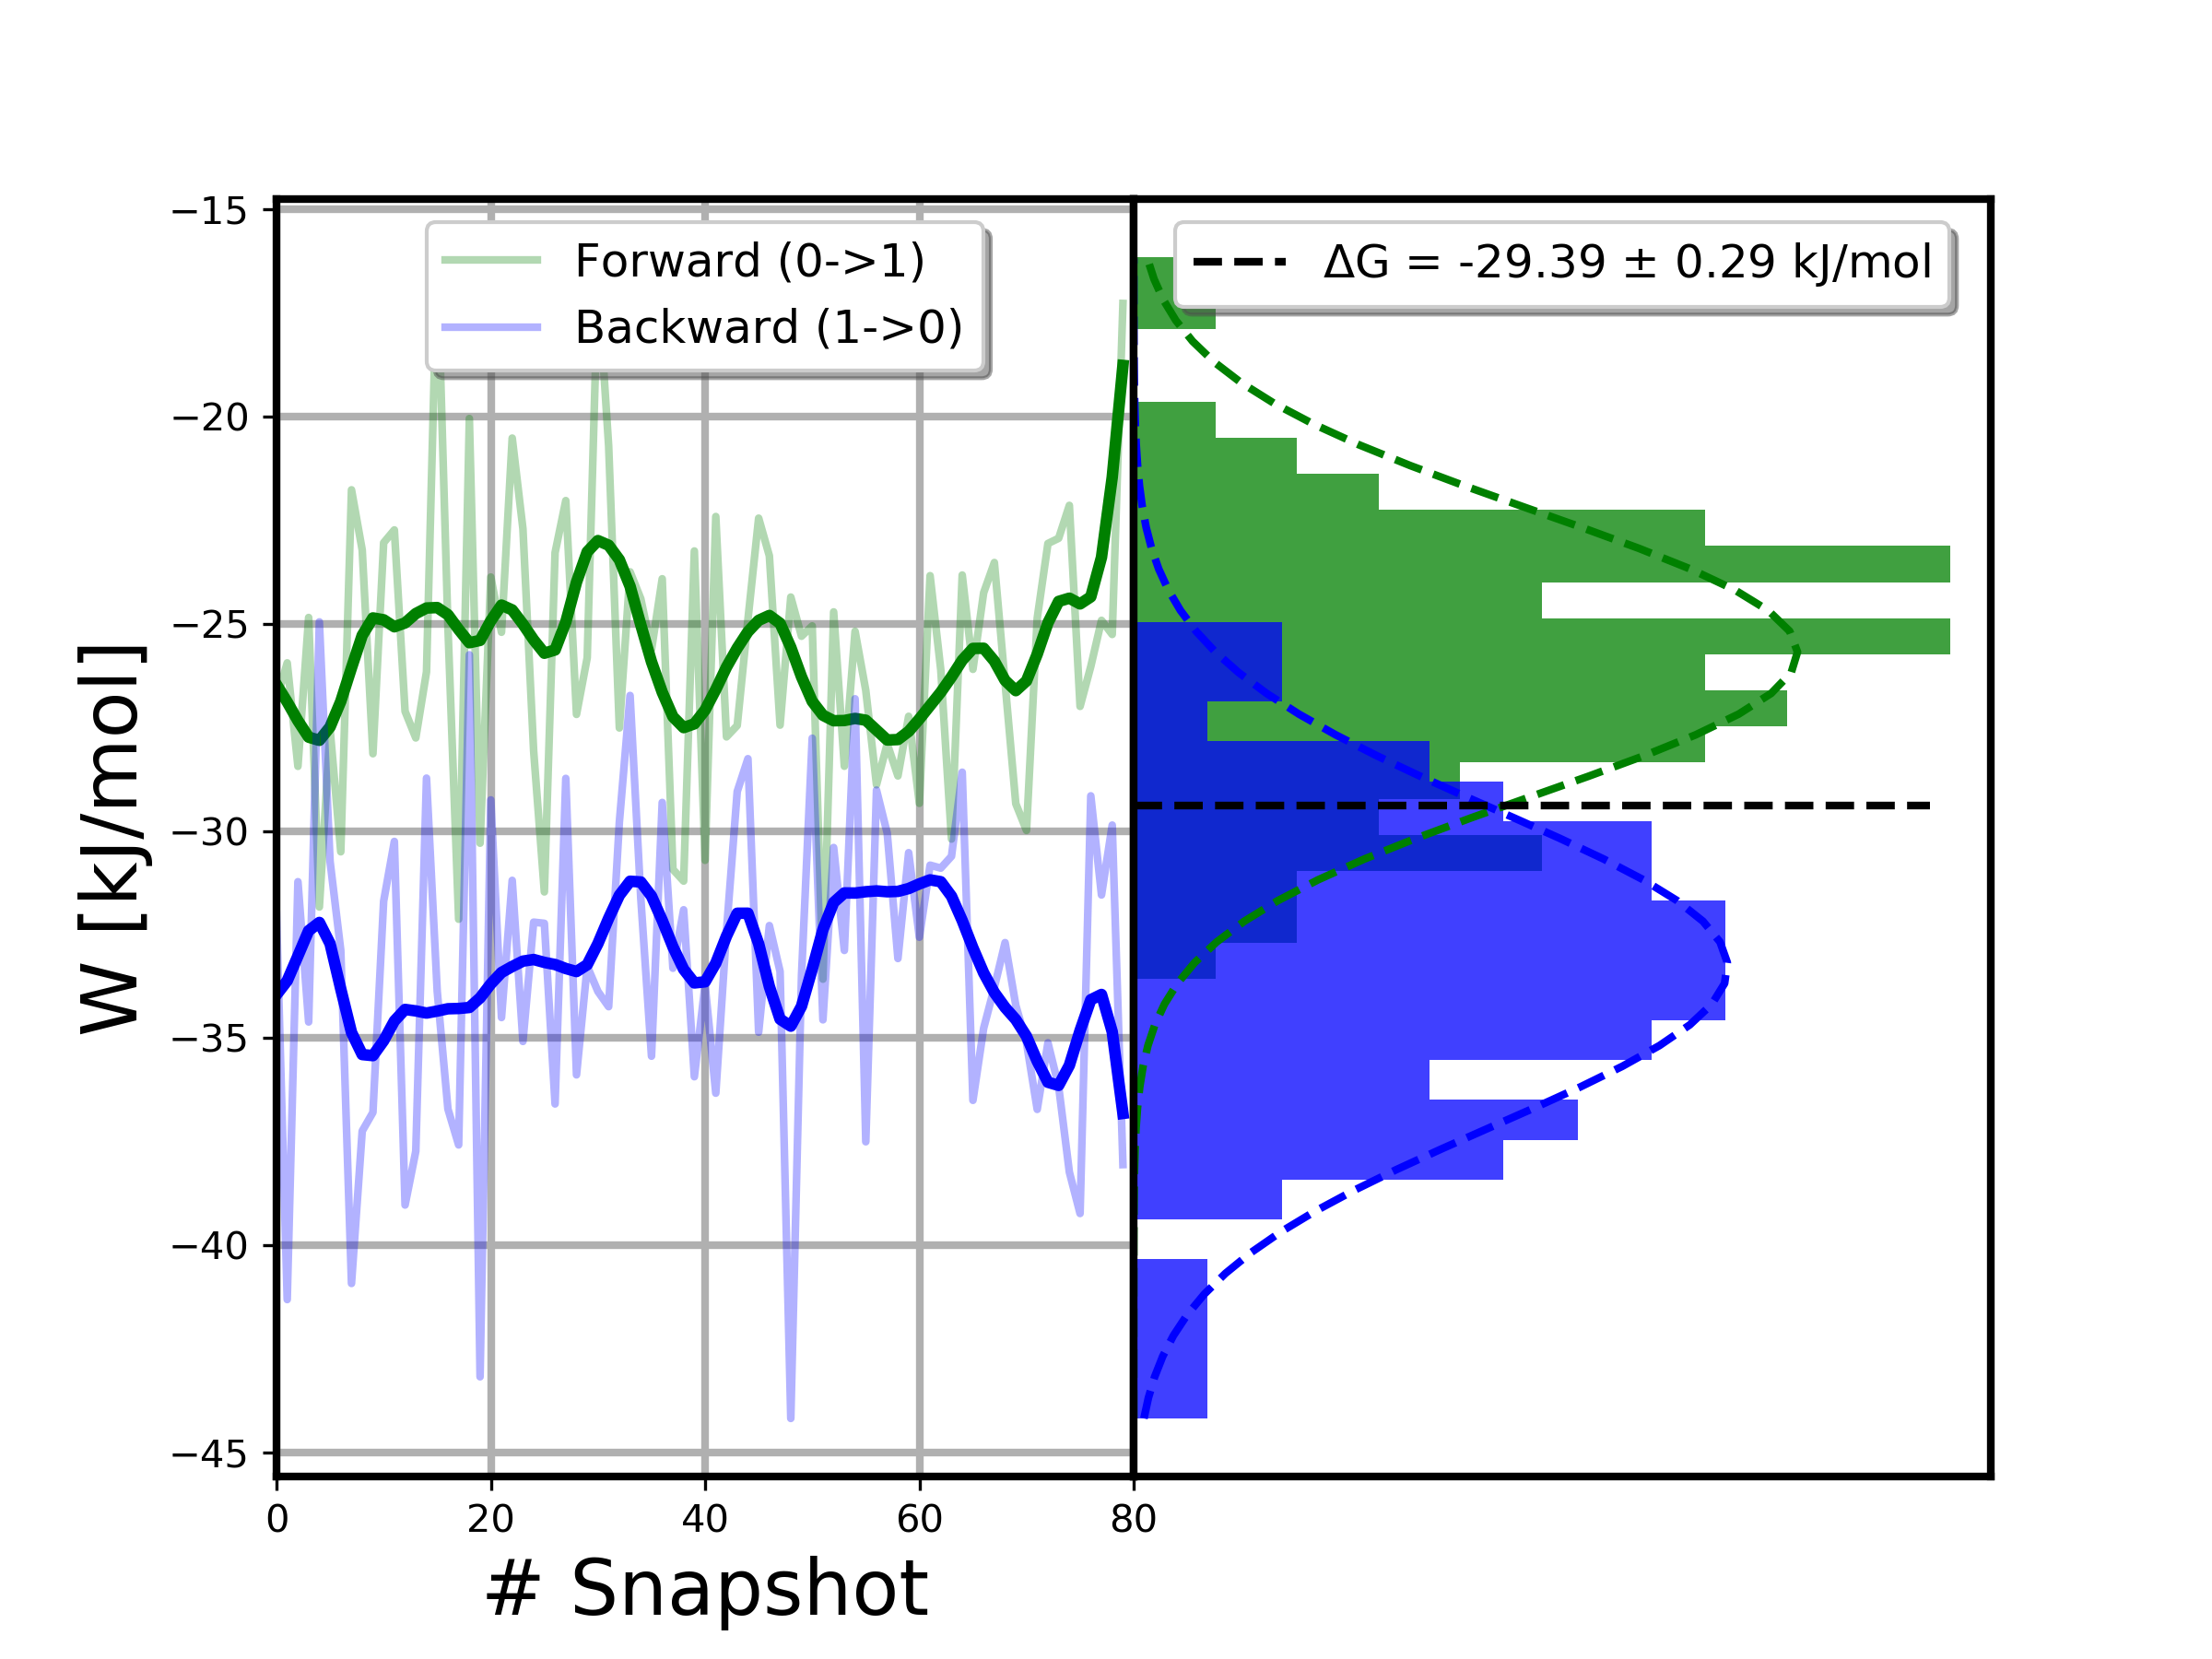 −15
−20
−25
−30
−35
−40
−45
W [kJ/mol]
Forward (0->1)
Backward (1->0)
ΔG = -29.39 ± 0.29 kJ/mol
0 20 40 60 80
# Snapshot